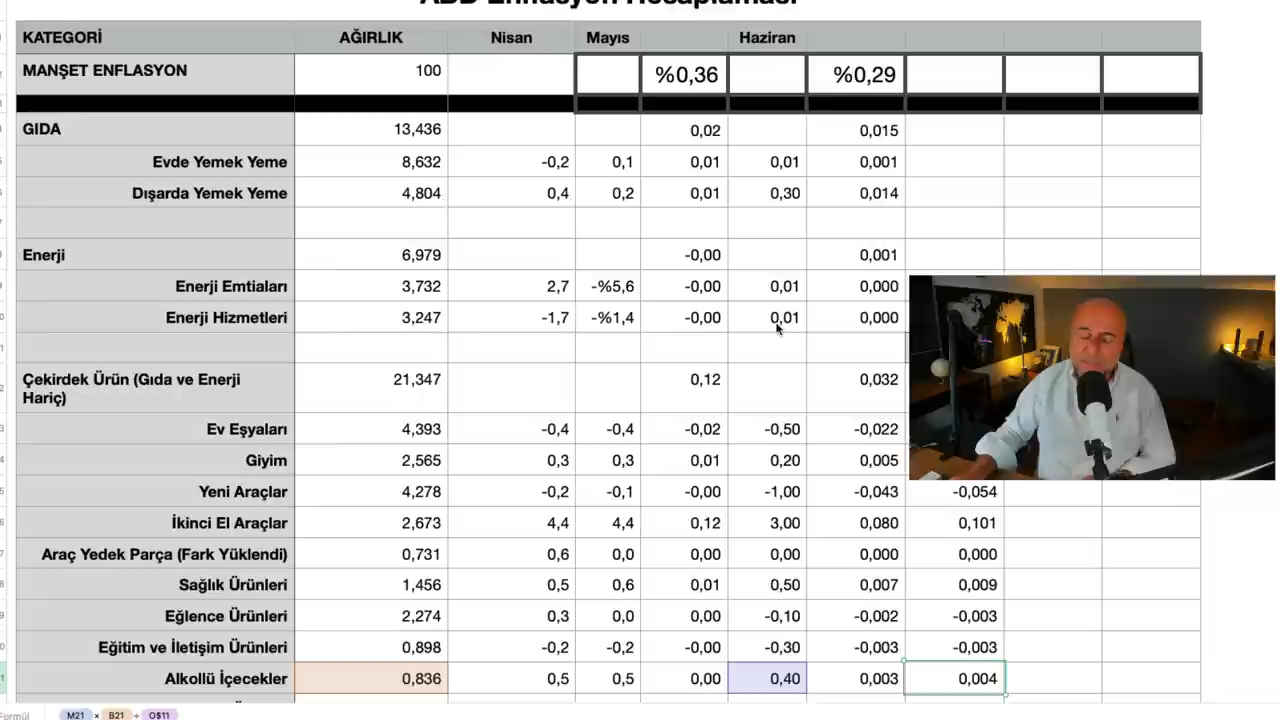 ABD Enflasyon Hesaplaması
KATEGORİ AĞIRLIK Nisan Mayıs Haziran
MANŞET ENFLASYON 100 %0,36 %0,29
GIDA 13,436 0,02 0,015
Evde Yemek Yeme 8,632 -0,2 0,1 0,01 0,01 0,001
Dışarda Yemek Yeme 4,804 0,4 0,2 0,01 0,30 0,014
Enerji 6,979 -0,00 0,001
Enerji Emtiaları 3,732 2,7 -%5,6 -0,00 0,01 0,000
Enerji Hizmetleri 3,247 -1,7 -%1,4 -0,00 0,01 0,000
Çekirdek Ürün (Gıda ve Enerji 21,347 0,12 0,032
Hariç)
Ev Eşyaları 4,393 -0,4 -0,4 -0,02 -0,50 -0,022
Giyim 2,565 0,3 0,3 0,01 0,20 0,005
Yeni Araçlar 4,278 -0,2 -0,1 -0,00 -1,00 -0,043 -0,054
İkinci El Araçlar 2,673 4,4 4,4 0,12 3,00 0,080 0,101
Araç Yedek Parça (Fark Yüklendi) 0,731 0,6 0,0 0,00 0,00 0,000 0,000
Sağlık Ürünleri 1,456 0,5 0,6 0,01 0,50 0,007 0,009
Eğlence Ürünleri 2,274 0,3 0,0 0,00 -0,10 -0,002 -0,003
Eğitim ve İletişim Ürünleri 0,898 -0,2 -0,2 -0,00 -0,30 -0,003 -0,003
Alkollü İçecekler 0,836 0,5 0,5 0,00 0,40 0,003 0,004
Formül M21 × B21 ÷ O$11